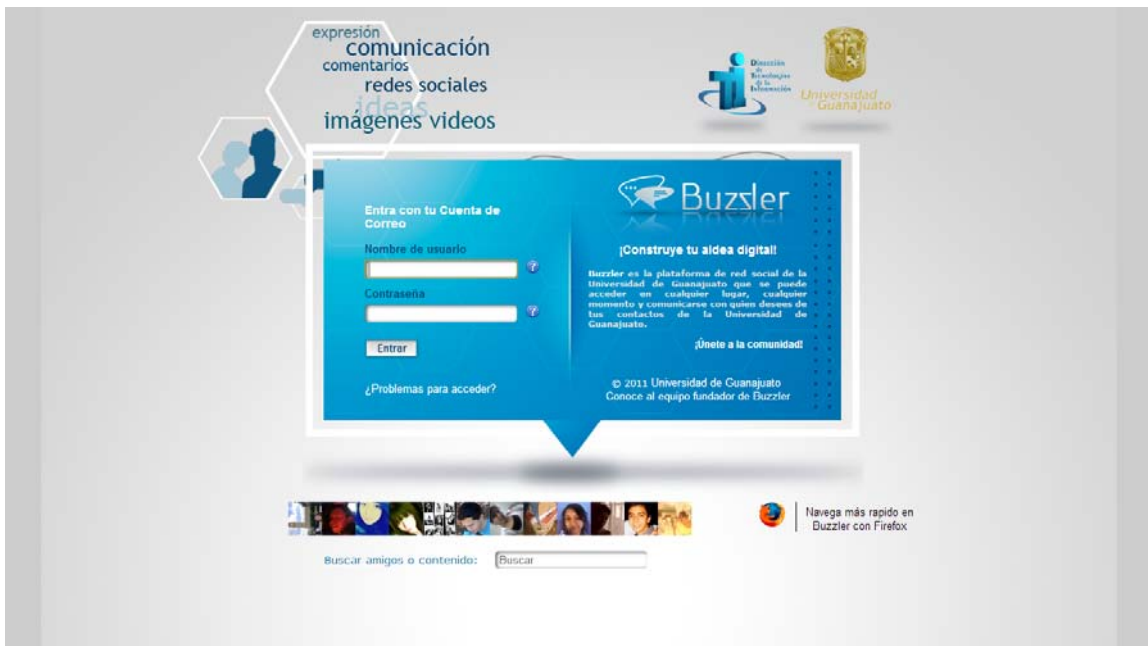 expresión
comunicación
comentarios
redes sociales
ideas
imágenes videos
Dirección
de
Tecnologías
de la
Información
Universidad
de Guanajuato
Entra con tu Cuenta de
Correo
Nombre de usuario
Contraseña
Entrar
¿Problemas para acceder?
Buzzler
¡Construye tu aldea digital!
Buzzler es la plataforma de red social de la
Universidad de Guanajuato que se puede
acceder en cualquier lugar, cualquier
momento y comunicarse con quien desees de
tus contactos de la Universidad de
Guanajuato.
¡Únete a la comunidad!
© 2011 Universidad de Guanajuato
Conoce al equipo fundador de Buzzler
Navega más rapido en
Buzzler con Firefox
Buscar amigos o contenido:
Buscar